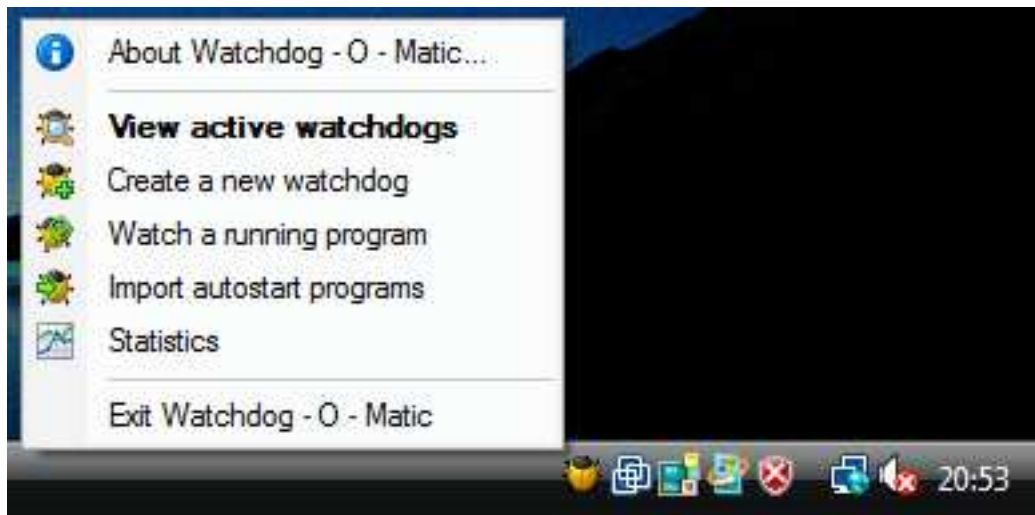 About Watchdog - O - Matic...
View active watchdogs
Create a new watchdog
Watch a running program
Import autostart programs
Statistics
Exit Watchdog - O - Matic
20:53